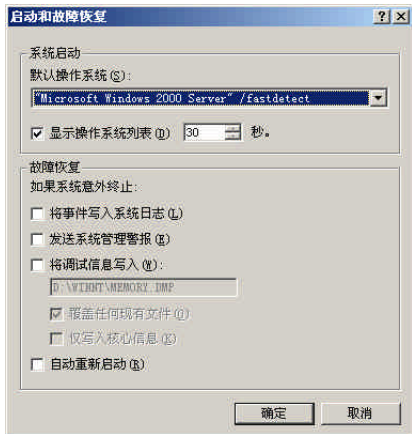 启动和故障恢复
系统启动
默认操作系统(S):
"Microsoft Windows 2000 Server" /fastdetect
显示操作系统列表(D) 30 秒。
故障恢复
如果系统意外终止:
将事件写入系统日志(L)
发送系统管理警报(E)
将调试信息写入(W):
D:\WINNT\MEMORY.DMP
覆盖任何现有文件(O)
仅写入核心信息(K)
自动重新启动(R)
确定 取消